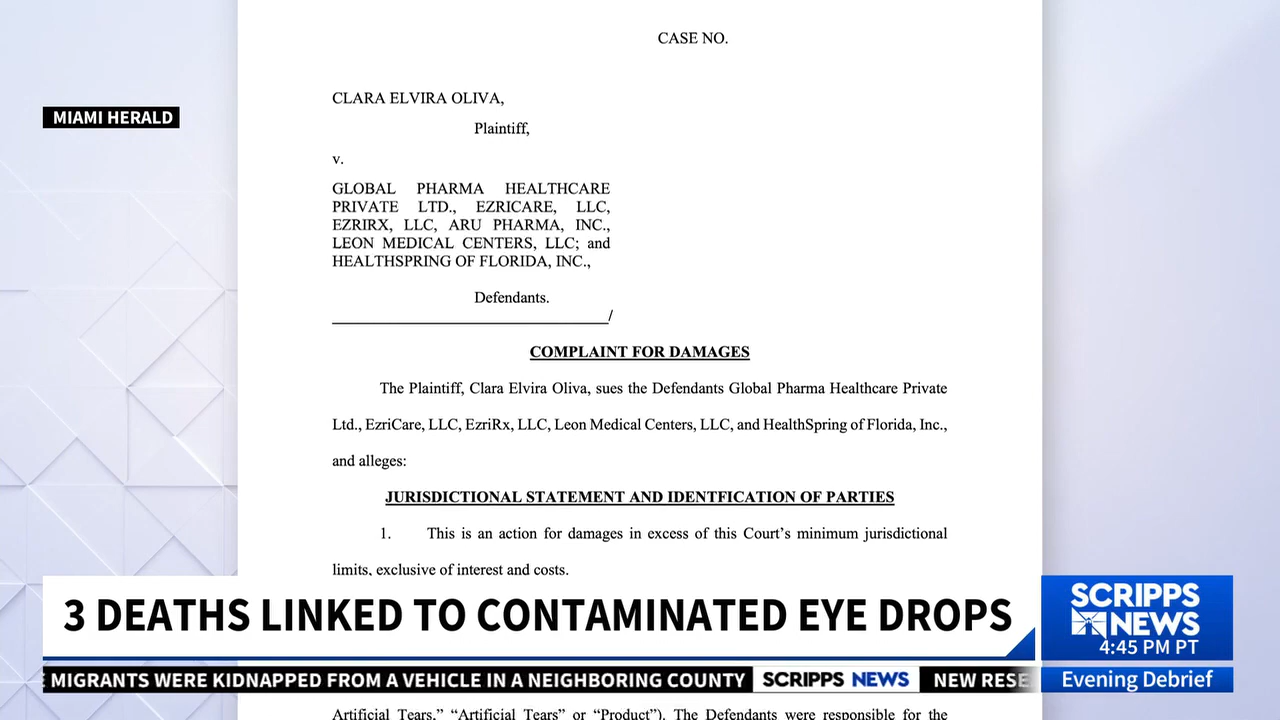 CASE NO.
MIAMI HERALD
CLARA ELVIRA OLIVA,
Plaintiff,
v.
GLOBAL PHARMA HEALTHCARE
PRIVATE LTD., EZRICARE, LLC,
EZRIRX, LLC, ARU PHARMA, INC.,
LEON MEDICAL CENTERS, LLC; and
HEALTHSPRING OF FLORIDA, INC.,
Defendants.
/
COMPLAINT FOR DAMAGES
The Plaintiff, Clara Elvira Oliva, sues the Defendants Global Pharma Healthcare Private
Ltd., EzriCare, LLC, EzriRx, LLC, Leon Medical Centers, LLC, and HealthSpring of Florida, Inc.,
and alleges:
JURISDICTIONAL STATEMENT AND IDENTFICATION OF PARTIES
1. This is an action for damages in excess of this Court's minimum jurisdictional
limits, exclusive of interest and costs.
3 DEATHS LINKED TO CONTAMINATED EYE DROPS
SCRIPPS
NEWS
4:45 PM PT
MIGRANTS WERE KIDNAPPED FROM A VEHICLE IN A NEIGHBORING COUNTY SCRIPPS NEWS NEW RESE
Evening Debrief
Artificial Tears," "Artificial Tears" or "Product"). The Defendants were responsible for the